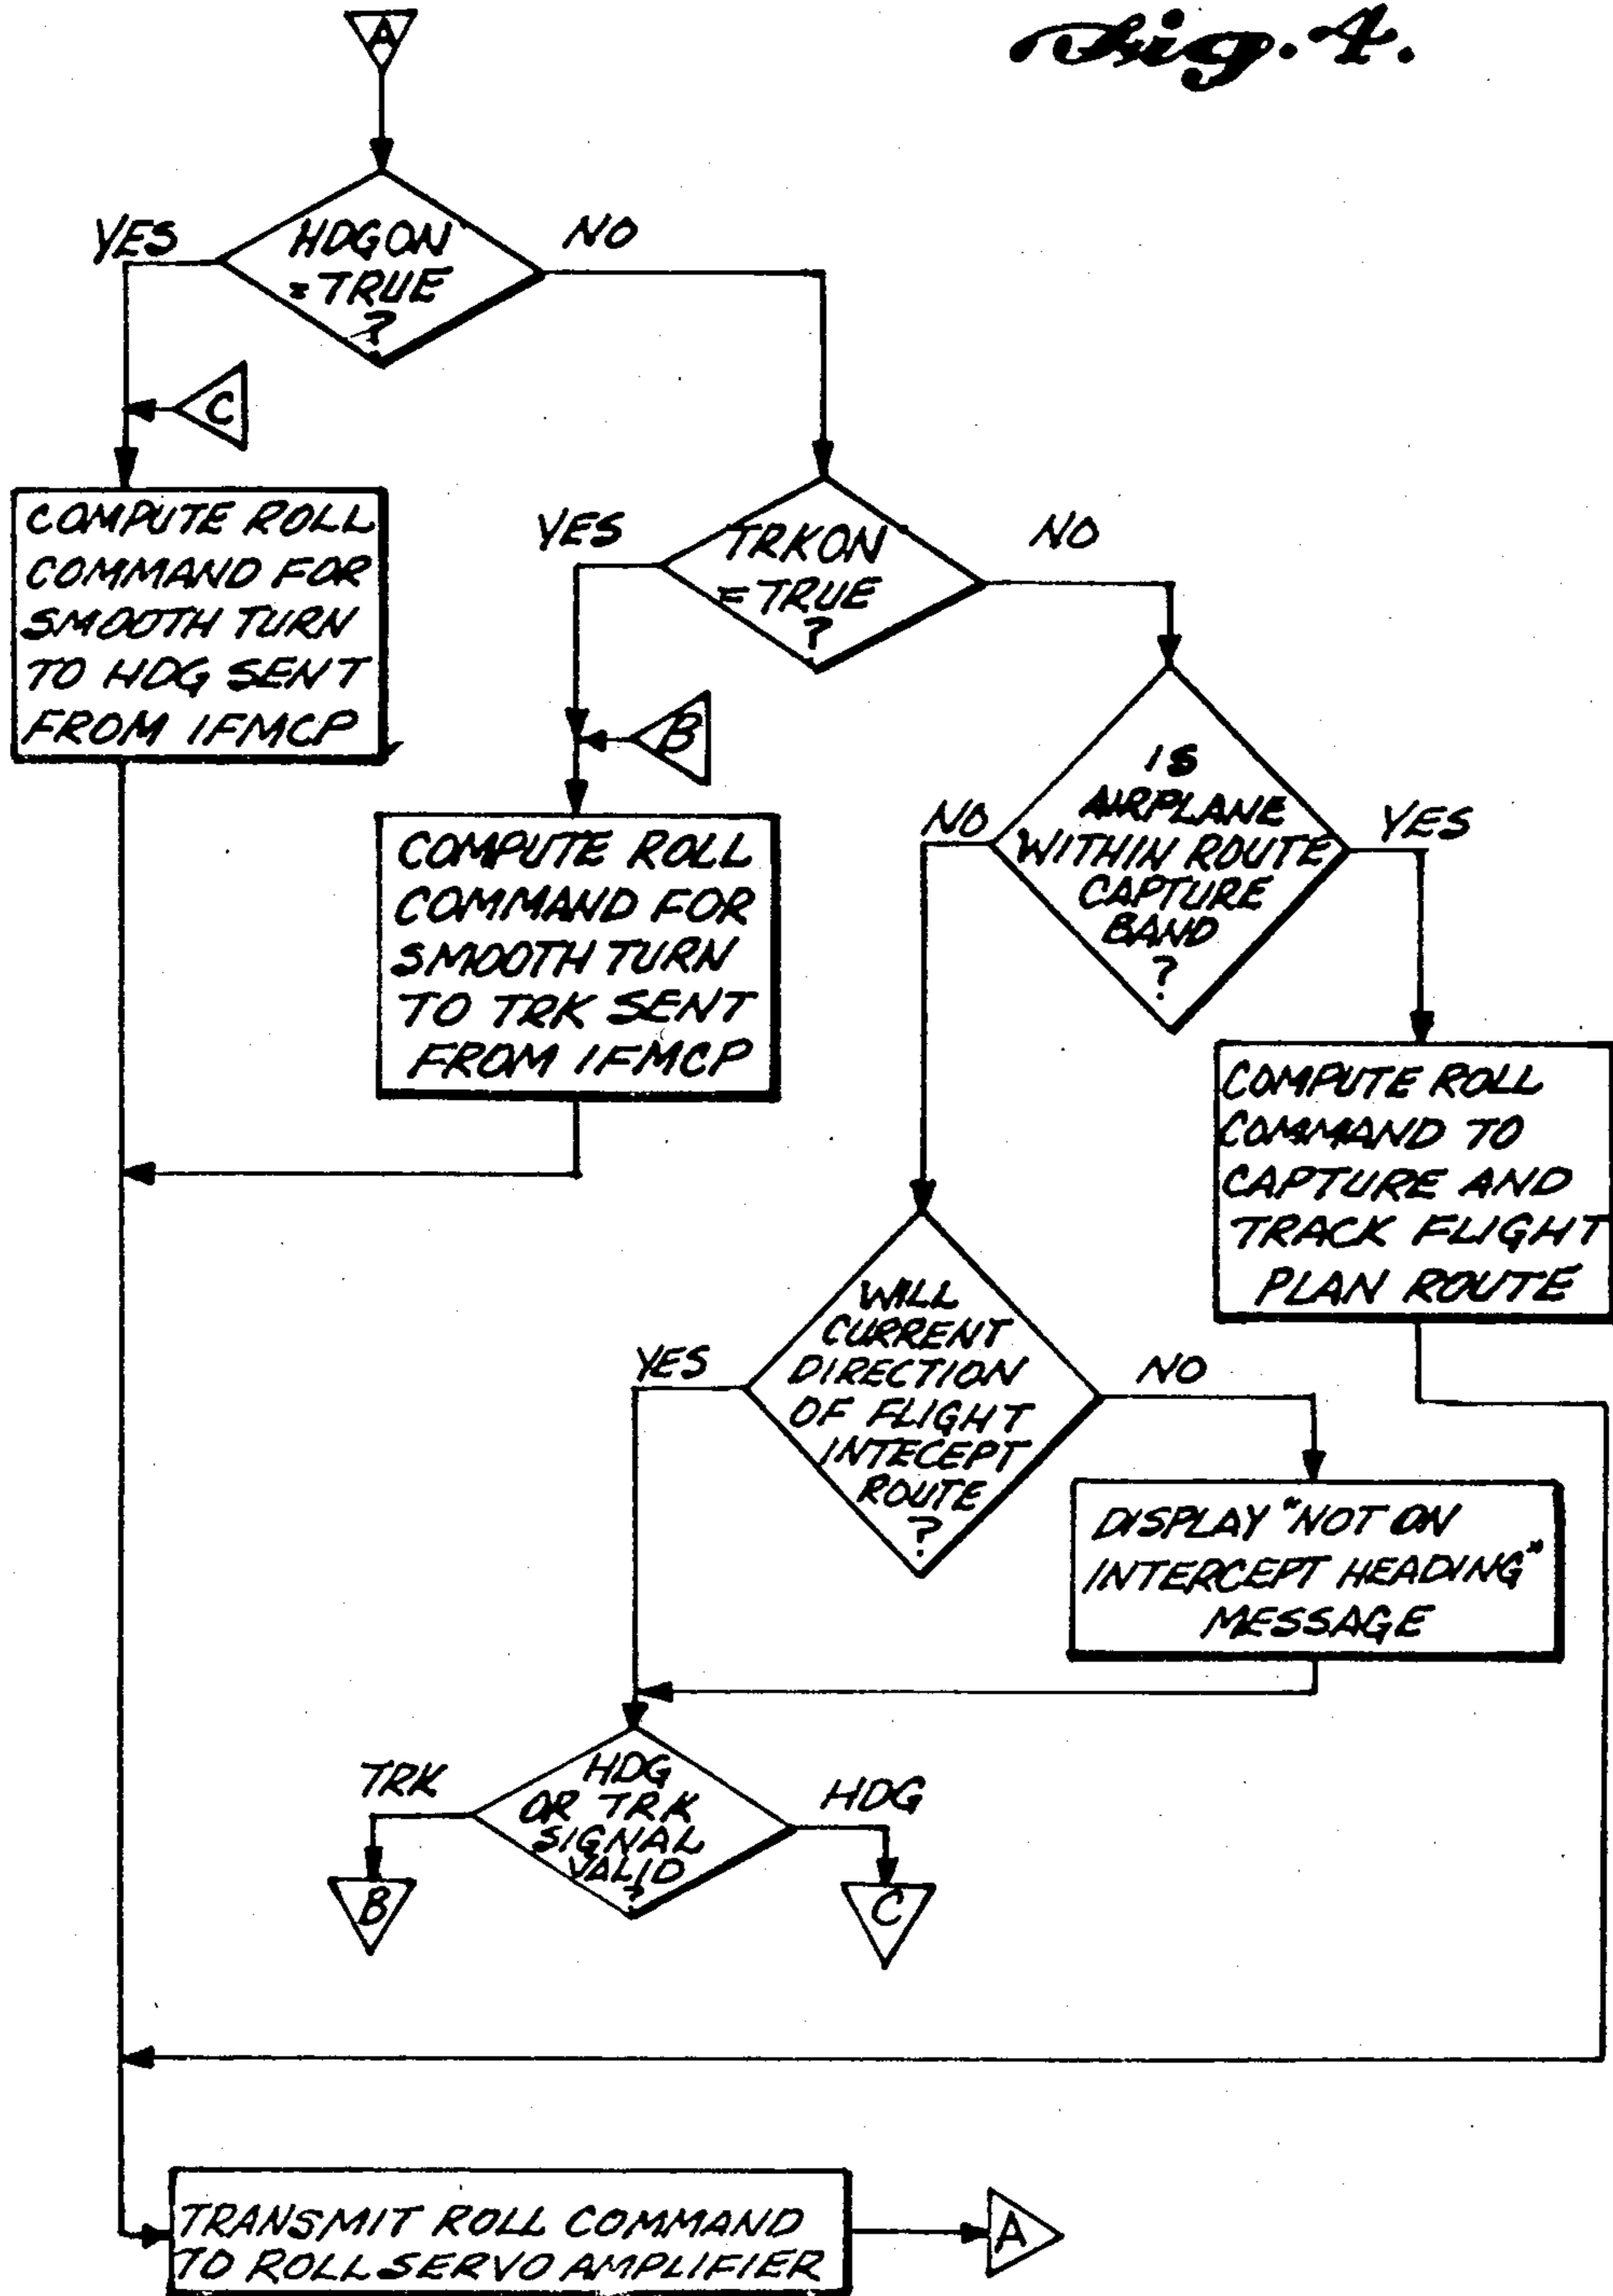 Fig. 4.
A
YES
HDGON
= TRUE
?
NO
C
COMPUTE ROLL
COMMAND FOR
SMOOTH TURN
TO HDG SENT
FROM IFMCP
YES
TRKON
= TRUE
?
NO
B
COMPUTE ROLL
COMMAND FOR
SMOOTH TURN
TO TRK SENT
FROM IFMCP
NO
IS
AIRPLANE
WITHIN ROUTE
CAPTURE
BAND
?
YES
COMPUTE ROLL
COMMAND TO
CAPTURE AND
TRACK FLIGHT
PLAN ROUTE
YES
WILL
CURRENT
DIRECTION
OF FLIGHT
INTECEPT
ROUTE
?
NO
DISPLAY "NOT ON
INTERCEPT HEADING"
MESSAGE
TRK
HDG
OR TRK
SIGNAL
VALID
?
HDG
B
C
TRANSMIT ROLL COMMAND
TO ROLL SERVO AMPLIFIER
A